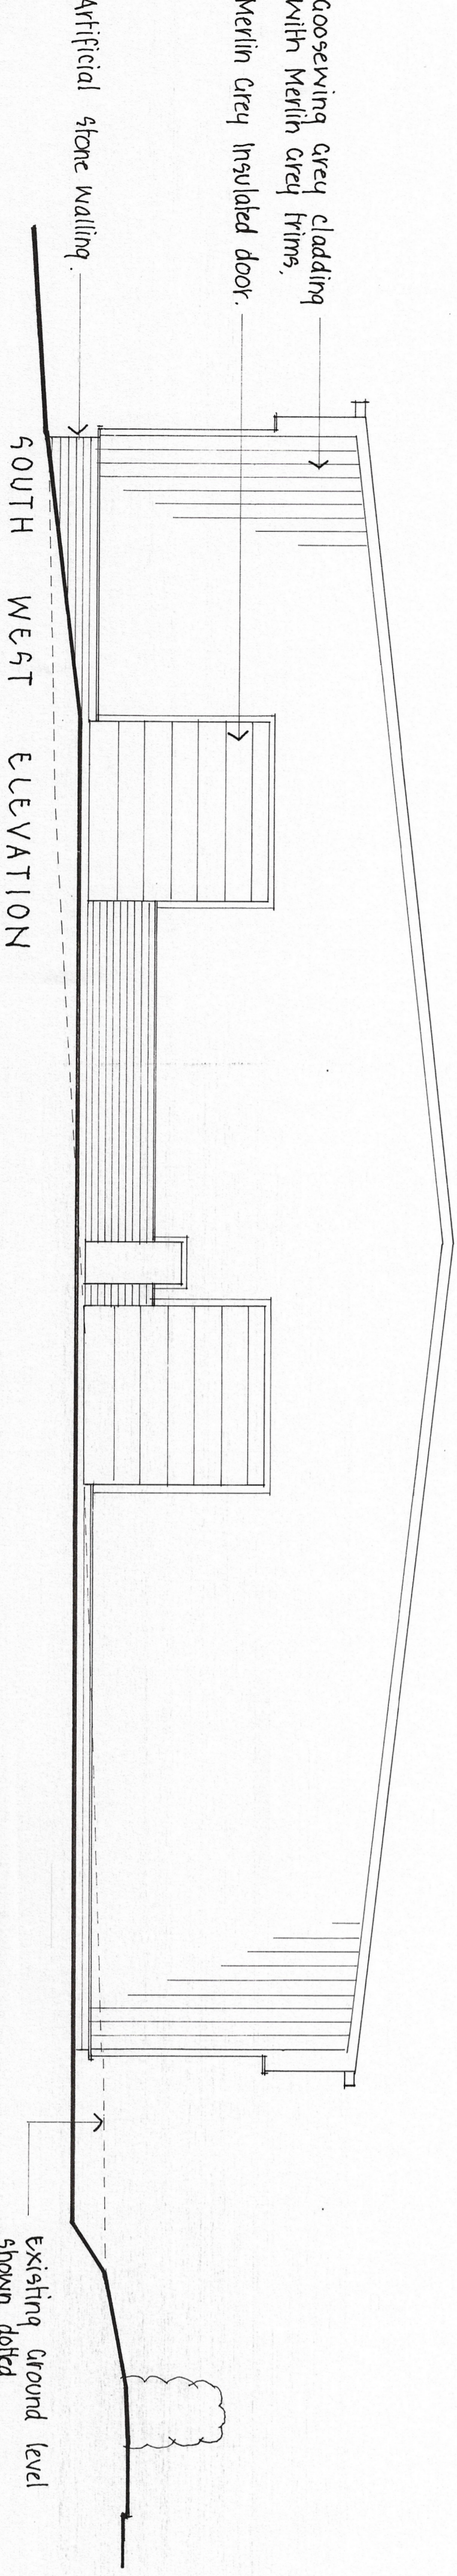 Goosewing Grey cladding
with Merlin Grey trims.
Merlin Grey Insulated door.
Artificial stone walling.
SOUTH WEST ELEVATION
Existing Ground level
shown dotted